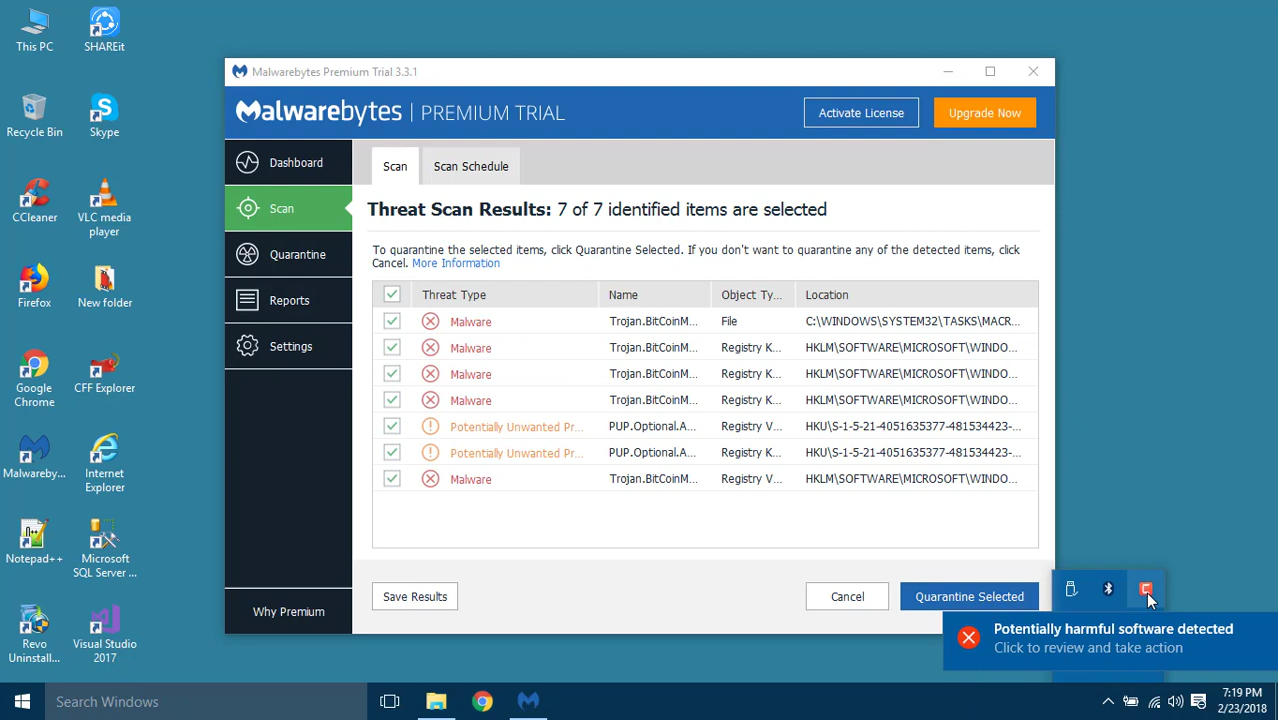 This PC
SHAREit
Recycle Bin
Skype
CCleaner
VLC media
player
Firefox
New folder
Google
Chrome
CFF Explorer
Malwareby...
Internet
Explorer
Notepad++
Microsoft
SQL Server ...
Revo
Uninstall...
Visual Studio
2017
Malwarebytes Premium Trial 3.3.1
Malwarebytes | PREMIUM TRIAL
Activate License
Upgrade Now
Dashboard
Scan
Quarantine
Reports
Settings
Why Premium
Scan
Scan Schedule
Threat Scan Results: 7 of 7 identified items are selected
To quarantine the selected items, click Quarantine Selected. If you don't want to quarantine any of the detected items, click
Cancel. More Information
Threat Type Name Object Ty... Location
Malware Trojan.BitCoinM... File C:\WINDOWS\SYSTEM32\TASKS\MACR...
Malware Trojan.BitCoinM... Registry K... HKLM\SOFTWARE\MICROSOFT\WINDO...
Malware Trojan.BitCoinM... Registry K... HKLM\SOFTWARE\MICROSOFT\WINDO...
Malware Trojan.BitCoinM... Registry K... HKLM\SOFTWARE\MICROSOFT\WINDO...
Potentially Unwanted Pr... PUP.Optional.A... Registry V... HKU\S-1-5-21-4051635377-481534423-...
Potentially Unwanted Pr... PUP.Optional.A... Registry V... HKU\S-1-5-21-4051635377-481534423-...
Malware Trojan.BitCoinM... Registry V... HKLM\SOFTWARE\MICROSOFT\WINDO...
Save Results
Cancel
Quarantine Selected
Potentially harmful software detected
Click to review and take action
Search Windows
7:19 PM
2/23/2018